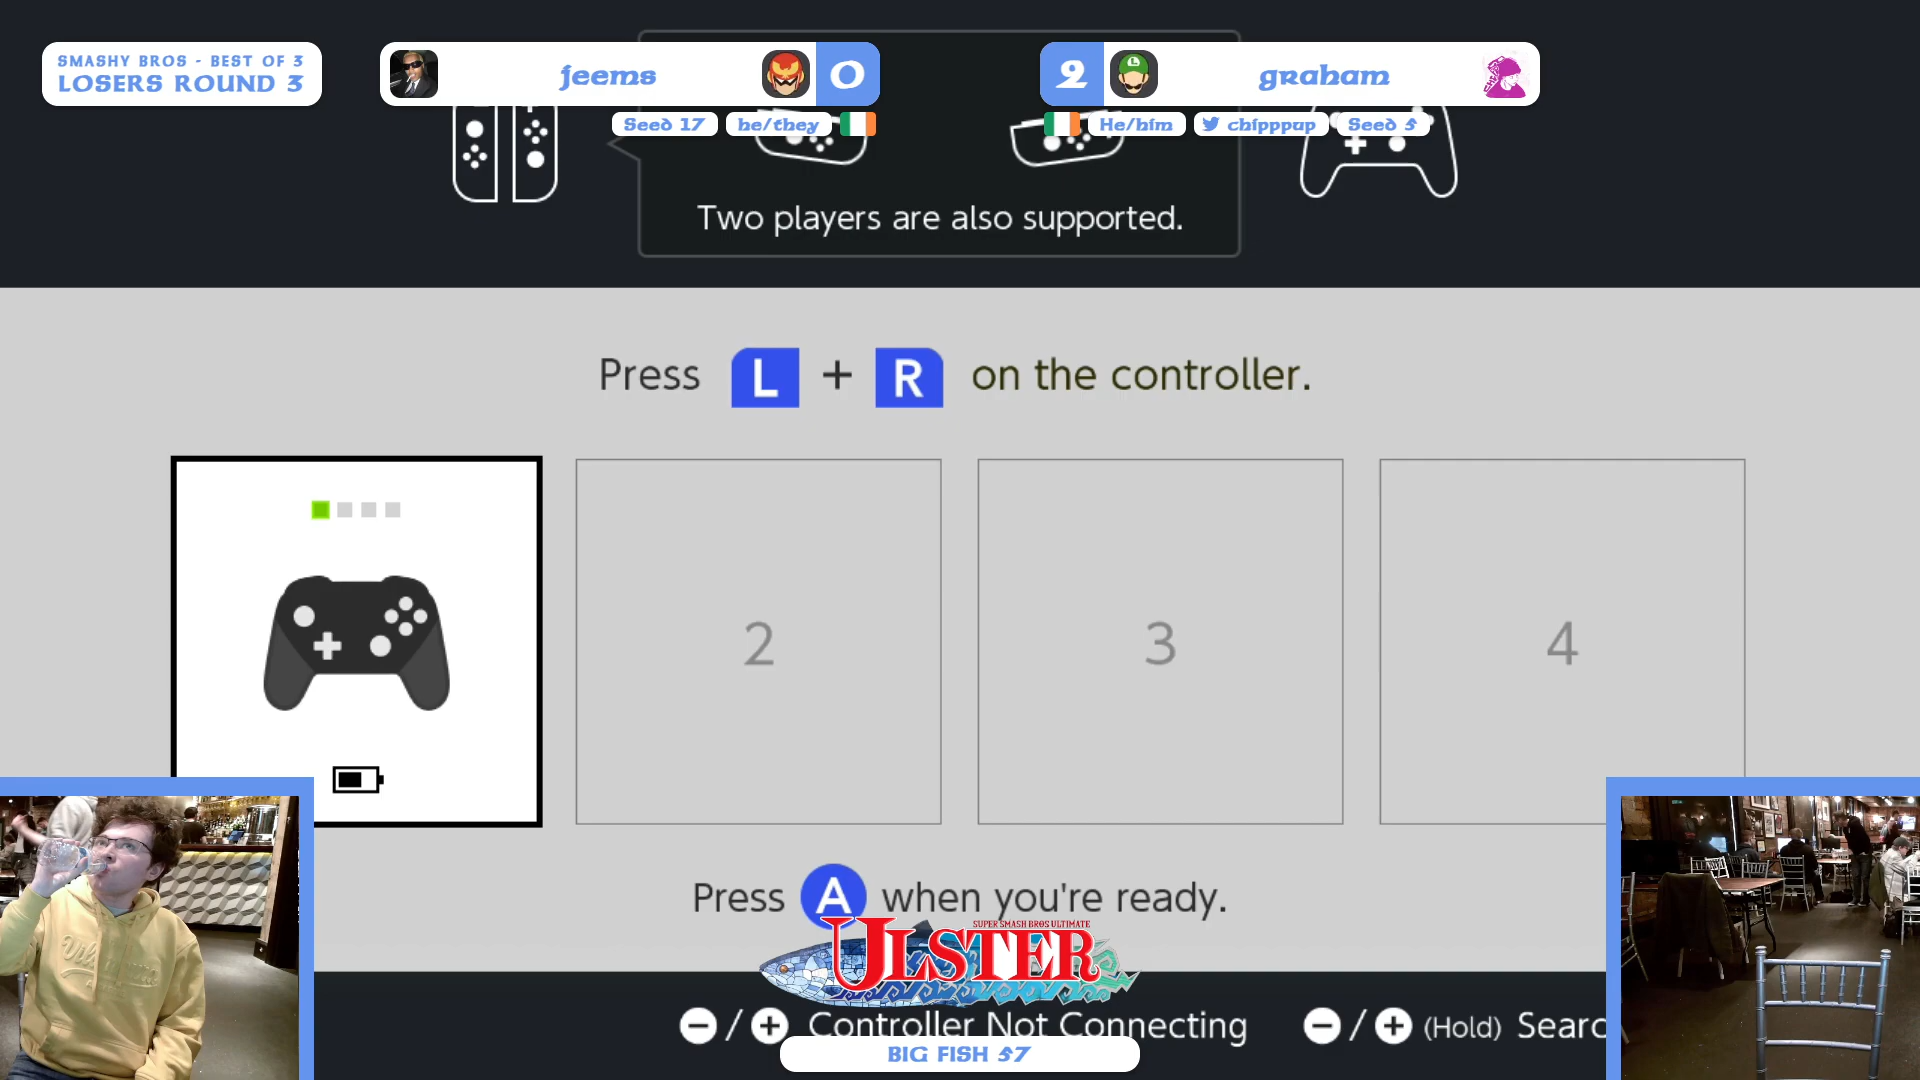 SMASHY BROS - BEST OF 3
LOSERS ROUND 3
jeems
0
2
graham
Seed 17
he/they
He/him
chipppup
Seed 5
Two players are also supported.
Press L + R on the controller.
2
3
4
Press A when you're ready.
SUPER SMASH BROS ULTIMATE
ULSTER
-/+ Controller Not Connecting
-/+ (Hold) Searc
BIG FISH 57